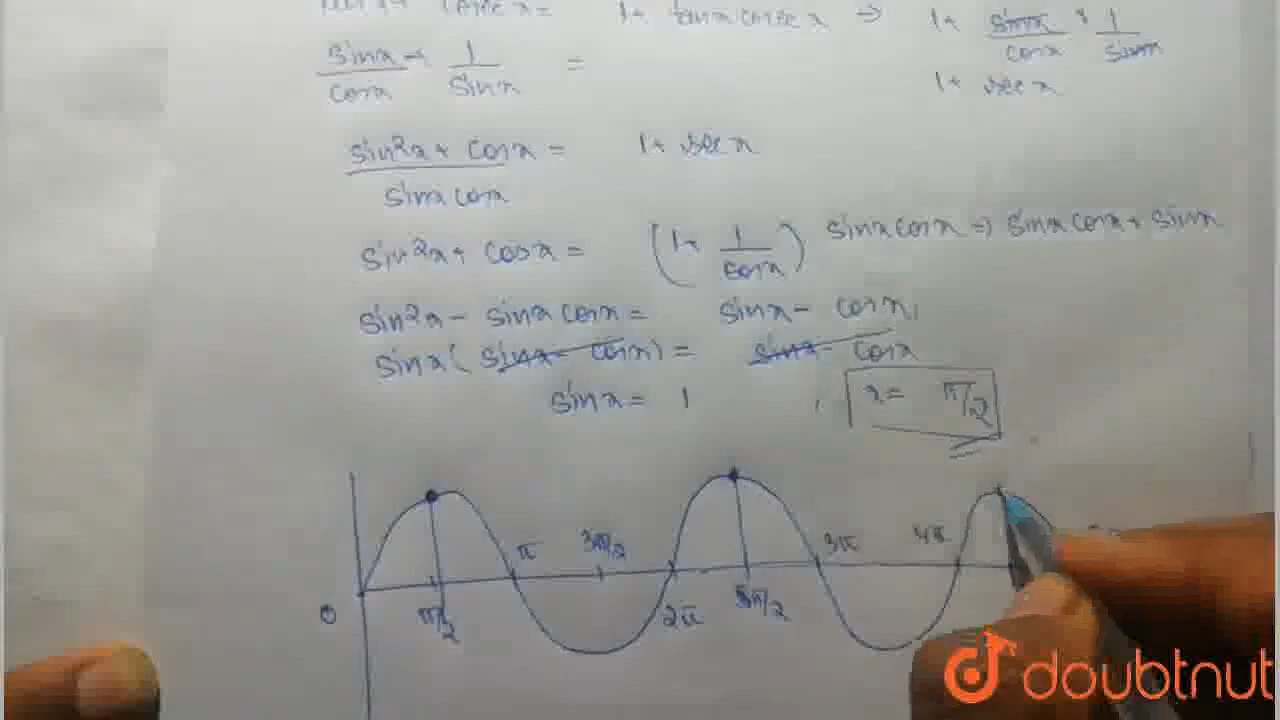 cosec x = 1+ tanx cosec x ⇒ 1+ sinx/cosx * 1/sinx
sinx/cosx + 1/sinx = 1+ sec x
sin²x + cosx / sinx cosx = 1+ sec x
sin²x + cosx = (1+ 1/cosx) sinx cosx ⇒ sinx cosx + sinx
sin²x - sinx cosx = sinx - cosx,
sinx ( sinx - cosx) = sinx - cosx
sinx = 1 , x = π/2
π 3π/2 3π 4π
0 π/2 2π 5π/2
doubtnut